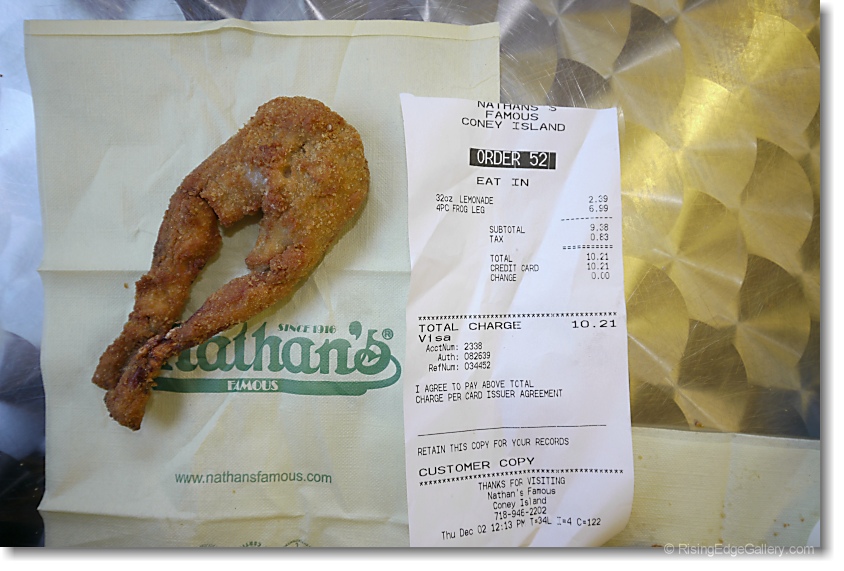 SINCE 1916
nathan's®
FAMOUS
www.nathansfamous.com
NATHANS'S
FAMOUS
CONEY ISLAND
ORDER 52
EAT IN
32oz LEMONADE 2.39
4PC FROG LEG 6.99
SUBTOTAL 9.38
TAX 0.83
TOTAL 10.21
CREDIT CARD 10.21
CHANGE 0.00
TOTAL CHARGE 10.21
Visa
AcctNum: 2338
Auth: 082639
RefNum: 034452
I AGREE TO PAY ABOVE TOTAL
CHARGE PER CARD ISSUER AGREEMENT
RETAIN THIS COPY FOR YOUR RECORDS
CUSTOMER COPY
THANKS FOR VISITING
Nathan's Famous
Coney Island
718-946-2202
Thu Dec 02 12:13 PM T=34L I=4 C=122
© RisingEdgeGallery.com